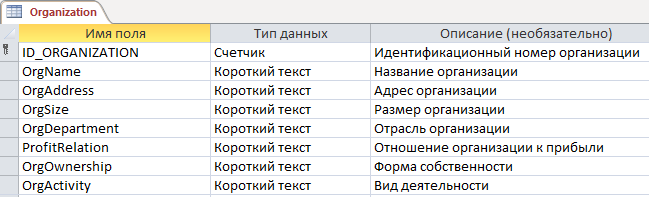 Organization
Имя поля Тип данных Описание (необязательно)
ID_ORGANIZATION Счетчик Идентификационный номер организации
OrgName Короткий текст Название организации
OrgAddress Короткий текст Адрес организации
OrgSize Короткий текст Размер организации
OrgDepartment Короткий текст Отрасль организации
ProfitRelation Короткий текст Отношение организации к прибыли
OrgOwnership Короткий текст Форма собственности
OrgActivity Короткий текст Вид деятельности